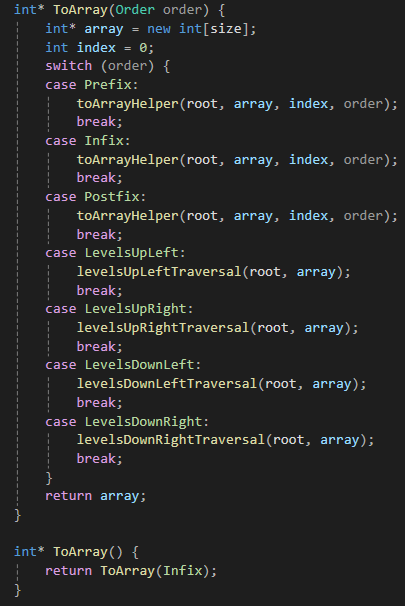 int* ToArray(Order order) {
    int* array = new int[size];
    int index = 0;
    switch (order) {
    case Prefix:
        toArrayHelper(root, array, index, order);
        break;
    case Infix:
        toArrayHelper(root, array, index, order);
        break;
    case Postfix:
        toArrayHelper(root, array, index, order);
        break;
    case LevelsUpLeft:
        levelsUpLeftTraversal(root, array);
        break;
    case LevelsUpRight:
        levelsUpRightTraversal(root, array);
        break;
    case LevelsDownLeft:
        levelsDownLeftTraversal(root, array);
        break;
    case LevelsDownRight:
        levelsDownRightTraversal(root, array);
        break;
    }
    return array;
}

int* ToArray() {
    return ToArray(Infix);
}